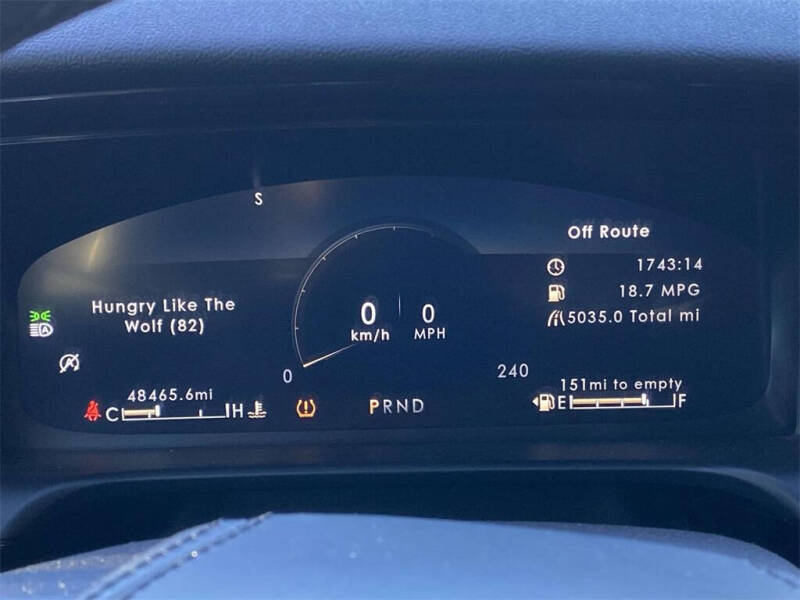 S
Off Route
1743:14
18.7 MPG
5035.0 Total mi
Hungry Like The
Wolf (82)
0 0
km/h MPH
0 240
48465.6mi
C H
PRND
151mi to empty
E F